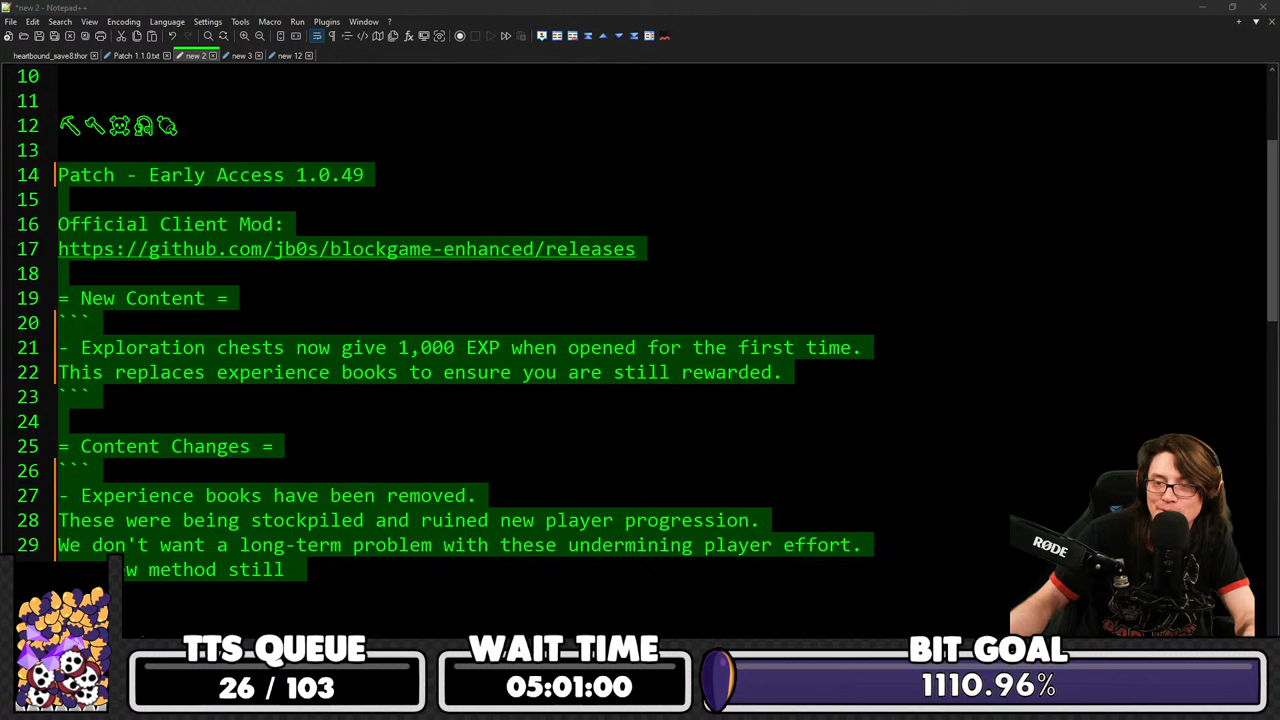 *new 2 - Notepad++
File Edit Search View Encoding Language Settings Tools Macro Run Plugins Window ?
heartbound_save8.thor Patch 1.1.0.txt new 2 new 3 new 12
10
11
12
13
14 Patch - Early Access 1.0.49
15
16 Official Client Mod:
17 https://github.com/jb0s/blockgame-enhanced/releases
18
19 = New Content =
20 ```
21 - Exploration chests now give 1,000 EXP when opened for the first time.
22 This replaces experience books to ensure you are still rewarded.
23 ```
24
25 = Content Changes =
26 ```
27 - Experience books have been removed.
28 These were being stockpiled and ruined new player progression.
29 We don't want a long-term problem with these undermining player effort.
w method still
RØDE
TTS QUEUE
26 / 103
WAIT TIME
05:01:00
BIT GOAL
1110.96%